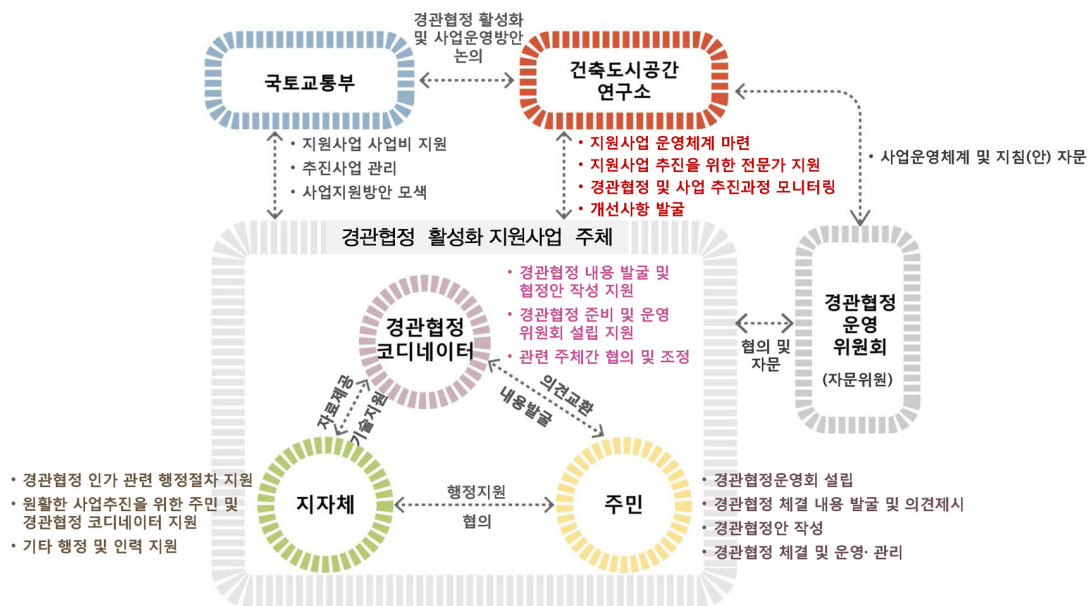 경관협정 활성화
및 사업운영방안
논의
국토교통부
건축도시공간
연구소
• 지원사업 사업비 지원
• 추진사업 관리
• 사업지원방안 모색
• 지원사업 운영체계 마련
• 지원사업 추진을 위한 전문가 지원
• 경관협정 및 사업 추진과정 모니터링
• 개선사항 발굴
• 사업운영체계 및 지침(안) 자문
경관협정 활성화 지원사업 주체
• 경관협정 내용 발굴 및
협정안 작성 지원
• 경관협정 준비 및 운영
위원회 설립 지원
• 관련 주체간 협의 및 조정
경관협정
코디네이터
경관협정
운영
위원회
(자문위원)
협의 및
자문
자료제공
기술지원
의견교환
내용발굴
• 경관협정 인가 관련 행정절차 지원
• 원활한 사업추진을 위한 주민 및
경관협정 코디네이터 지원
• 기타 행정 및 인력 지원
지자체
행정지원
협의
주민
• 경관협정운영회 설립
• 경관협정 체결 내용 발굴 및 의견제시
• 경관협정안 작성
• 경관협정 체결 및 운영· 관리